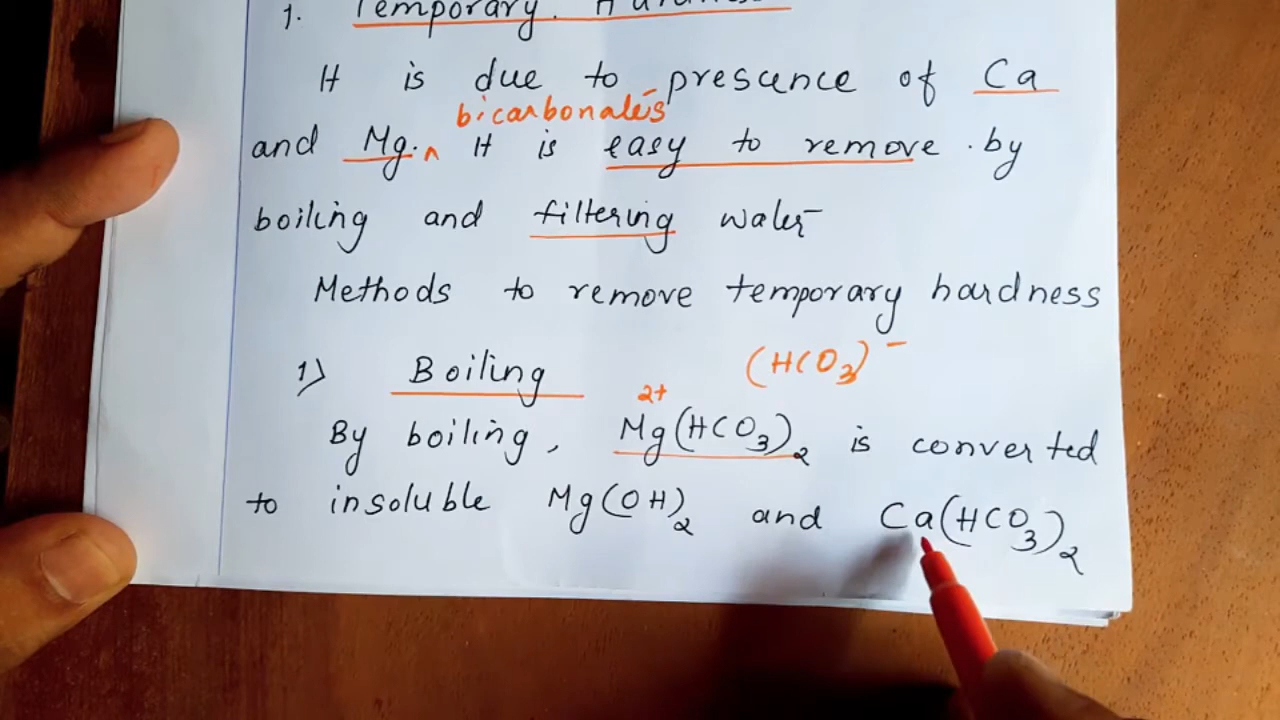 1. Temporary Hardness
It is due to presence of Ca
bicarbonates
and Mg. ^ It is easy to remove . by
boiling and filtering water
Methods to remove temporary hardness
1) Boiling (HCO3)⁻
2+
By boiling, Mg(HCO3)2 is converted
to insoluble Mg(OH)2 and Ca(HCO3)2